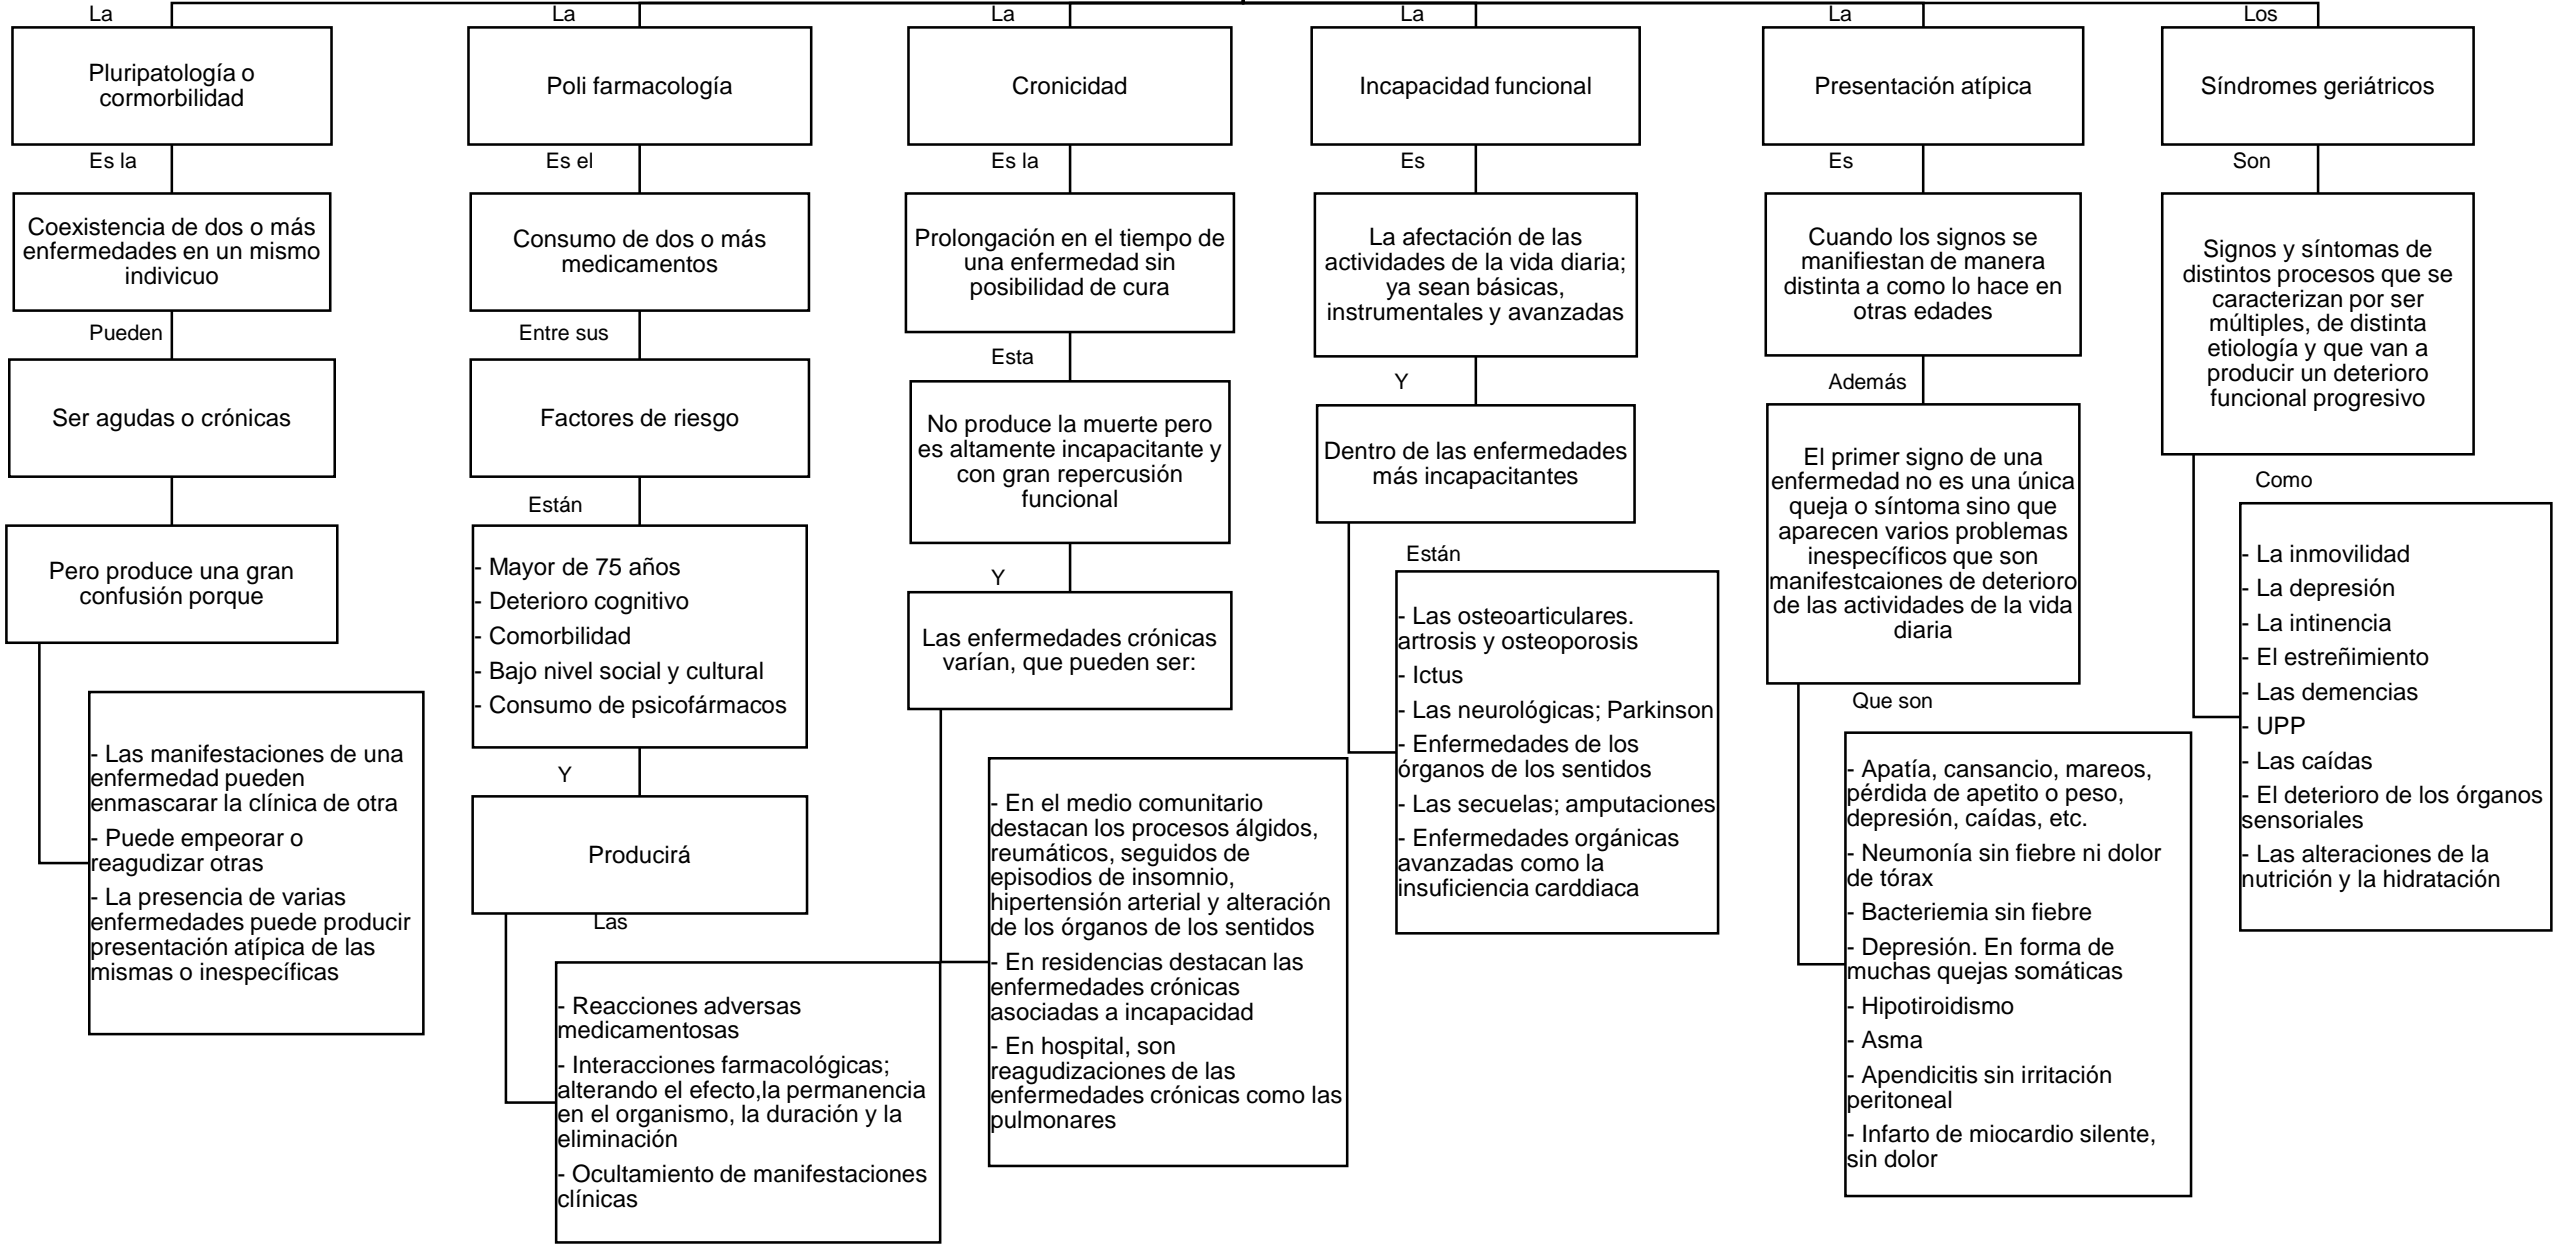 La
Pluripatología o
cormorbilidad
Es la
Coexistencia de dos o más
enfermedades en un mismo
indivicuo
Pueden
Ser agudas o crónicas
Pero produce una gran
confusión porque
- Las manifestaciones de una
enfermedad pueden
enmascarar la clínica de otra
- Puede empeorar o
reagudizar otras
- La presencia de varias
enfermedades puede producir
presentación atípica de las
mismas o inespecíficas
La
Poli farmacología
Es el
Consumo de dos o más
medicamentos
Entre sus
Factores de riesgo
Están
- Mayor de 75 años
- Deterioro cognitivo
- Comorbilidad
- Bajo nivel social y cultural
- Consumo de psicofármacos
Y
Producirá
Las
- Reacciones adversas
medicamentosas
- Interacciones farmacológicas;
alterando el efecto,la permanencia
en el organismo, la duración y la
eliminación
- Ocultamiento de manifestaciones
clínicas
La
Cronicidad
Es la
Prolongación en el tiempo de
una enfermedad sin
posibilidad de cura
Esta
No produce la muerte pero
es altamente incapacitante y
con gran repercusión
funcional
Y
Las enfermedades crónicas
varían, que pueden ser:
- En el medio comunitario
destacan los procesos álgidos,
reumáticos, seguidos de
episodios de insomnio,
hipertensión arterial y alteración
de los órganos de los sentidos
- En residencias destacan las
enfermedades crónicas
asociadas a incapacidad
- En hospital, son
reagudizaciones de las
enfermedades crónicas como las
pulmonares
La
Incapacidad funcional
Es
La afectación de las
actividades de la vida diaria;
ya sean básicas,
instrumentales y avanzadas
Y
Dentro de las enfermedades
más incapacitantes
Están
- Las osteoarticulares.
artrosis y osteoporosis
- Ictus
- Las neurológicas; Parkinson
- Enfermedades de los
órganos de los sentidos
- Las secuelas; amputaciones
- Enfermedades orgánicas
avanzadas como la
insuficiencia carddiaca
La
Presentación atípica
Es
Cuando los signos se
manifiestan de manera
distinta a como lo hace en
otras edades
Además
El primer signo de una
enfermedad no es una única
queja o síntoma sino que
aparecen varios problemas
inespecíficos que son
manifestcaiones de deterioro
de las actividades de la vida
diaria
Que son
- Apatía, cansancio, mareos,
pérdida de apetito o peso,
depresión, caídas, etc.
- Neumonía sin fiebre ni dolor
de tórax
- Bacteriemia sin fiebre
- Depresión. En forma de
muchas quejas somáticas
- Hipotiroidismo
- Asma
- Apendicitis sin irritación
peritoneal
- Infarto de miocardio silente,
sin dolor
Los
Síndromes geriátricos
Son
Signos y síntomas de
distintos procesos que se
caracterizan por ser
múltiples, de distinta
etiología y que van a
producir un deterioro
funcional progresivo
Como
- La inmovilidad
- La depresión
- La intinencia
- El estreñimiento
- Las demencias
- UPP
- Las caídas
- El deterioro de los órganos
sensoriales
- Las alteraciones de la
nutrición y la hidratación